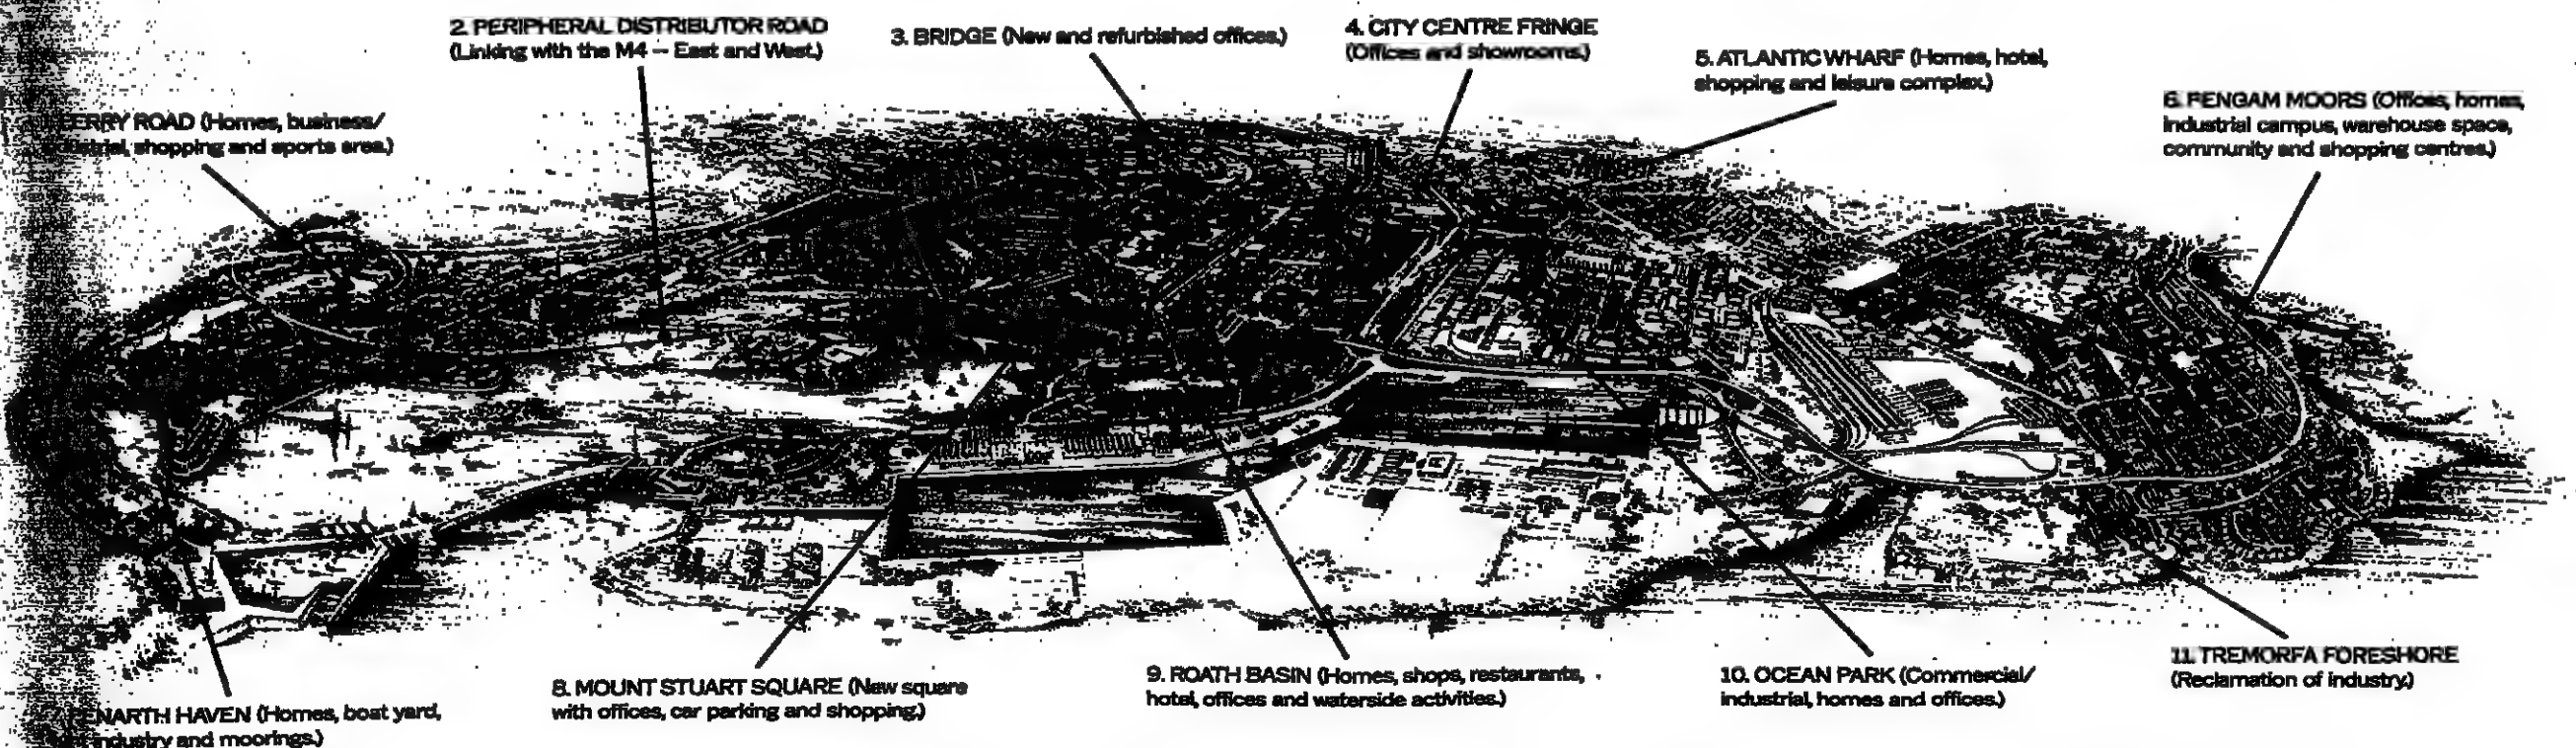 2. PERIPHERAL DISTRIBUTOR ROAD
(Linking with the M4 – East and West.)
3. BRIDGE (New and refurbished offices.)
4. CITY CENTRE FRINGE
(Offices and showrooms.)
5. ATLANTIC WHARF (Homes, hotel,
shopping and leisure complex.)
6. PENGAM MOORS (Offices, homes,
industrial campus, warehouse space,
community and shopping centres.)
ROAD (Homes, business/
shopping and sports area.)
HAVEN (Homes, boat yard,
industry and moorings.)
8. MOUNT STUART SQUARE (New square
with offices, car parking and shopping.)
9. ROATH BASIN (Homes, shops, restaurants,
hotel, offices and waterside activities.)
10. OCEAN PARK (Commercial/
industrial, homes and offices.)
11. TREMORFA FORESHORE
(Reclamation of industry.)